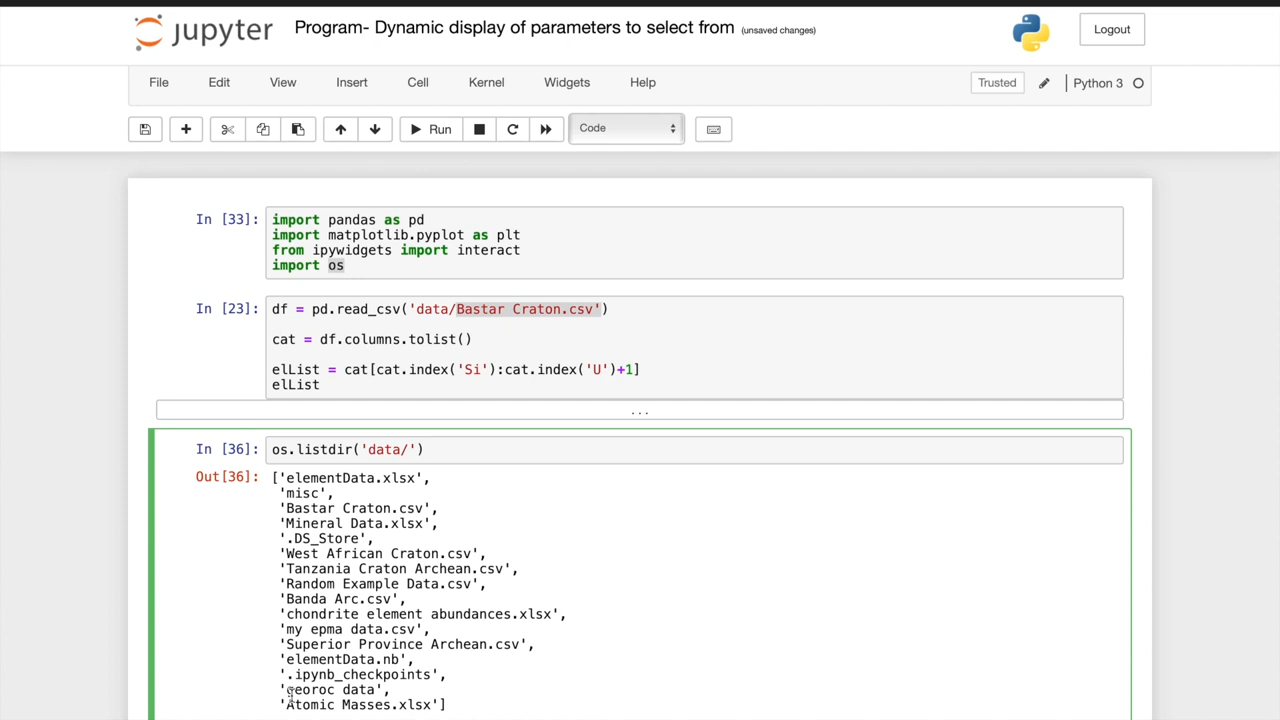 jupyter Program- Dynamic display of parameters to select from (unsaved changes) Logout
File Edit View Insert Cell Kernel Widgets Help Trusted Python 3
Run Code
In [33]: import pandas as pd
import matplotlib.pyplot as plt
from ipywidgets import interact
import os
In [23]: df = pd.read_csv('data/Bastar Craton.csv')
cat = df.columns.tolist()
elList = cat[cat.index('Si'):cat.index('U')+1]
elList
...
In [36]: os.listdir('data/')
Out[36]: ['elementData.xlsx',
'misc',
'Bastar Craton.csv',
'Mineral Data.xlsx',
'.DS_Store',
'West African Craton.csv',
'Tanzania Craton Archean.csv',
'Random Example Data.csv',
'Banda Arc.csv',
'chondrite element abundances.xlsx',
'my epma data.csv',
'Superior Province Archean.csv',
'elementData.nb',
'.ipynb_checkpoints',
'georoc data',
'Atomic Masses.xlsx']